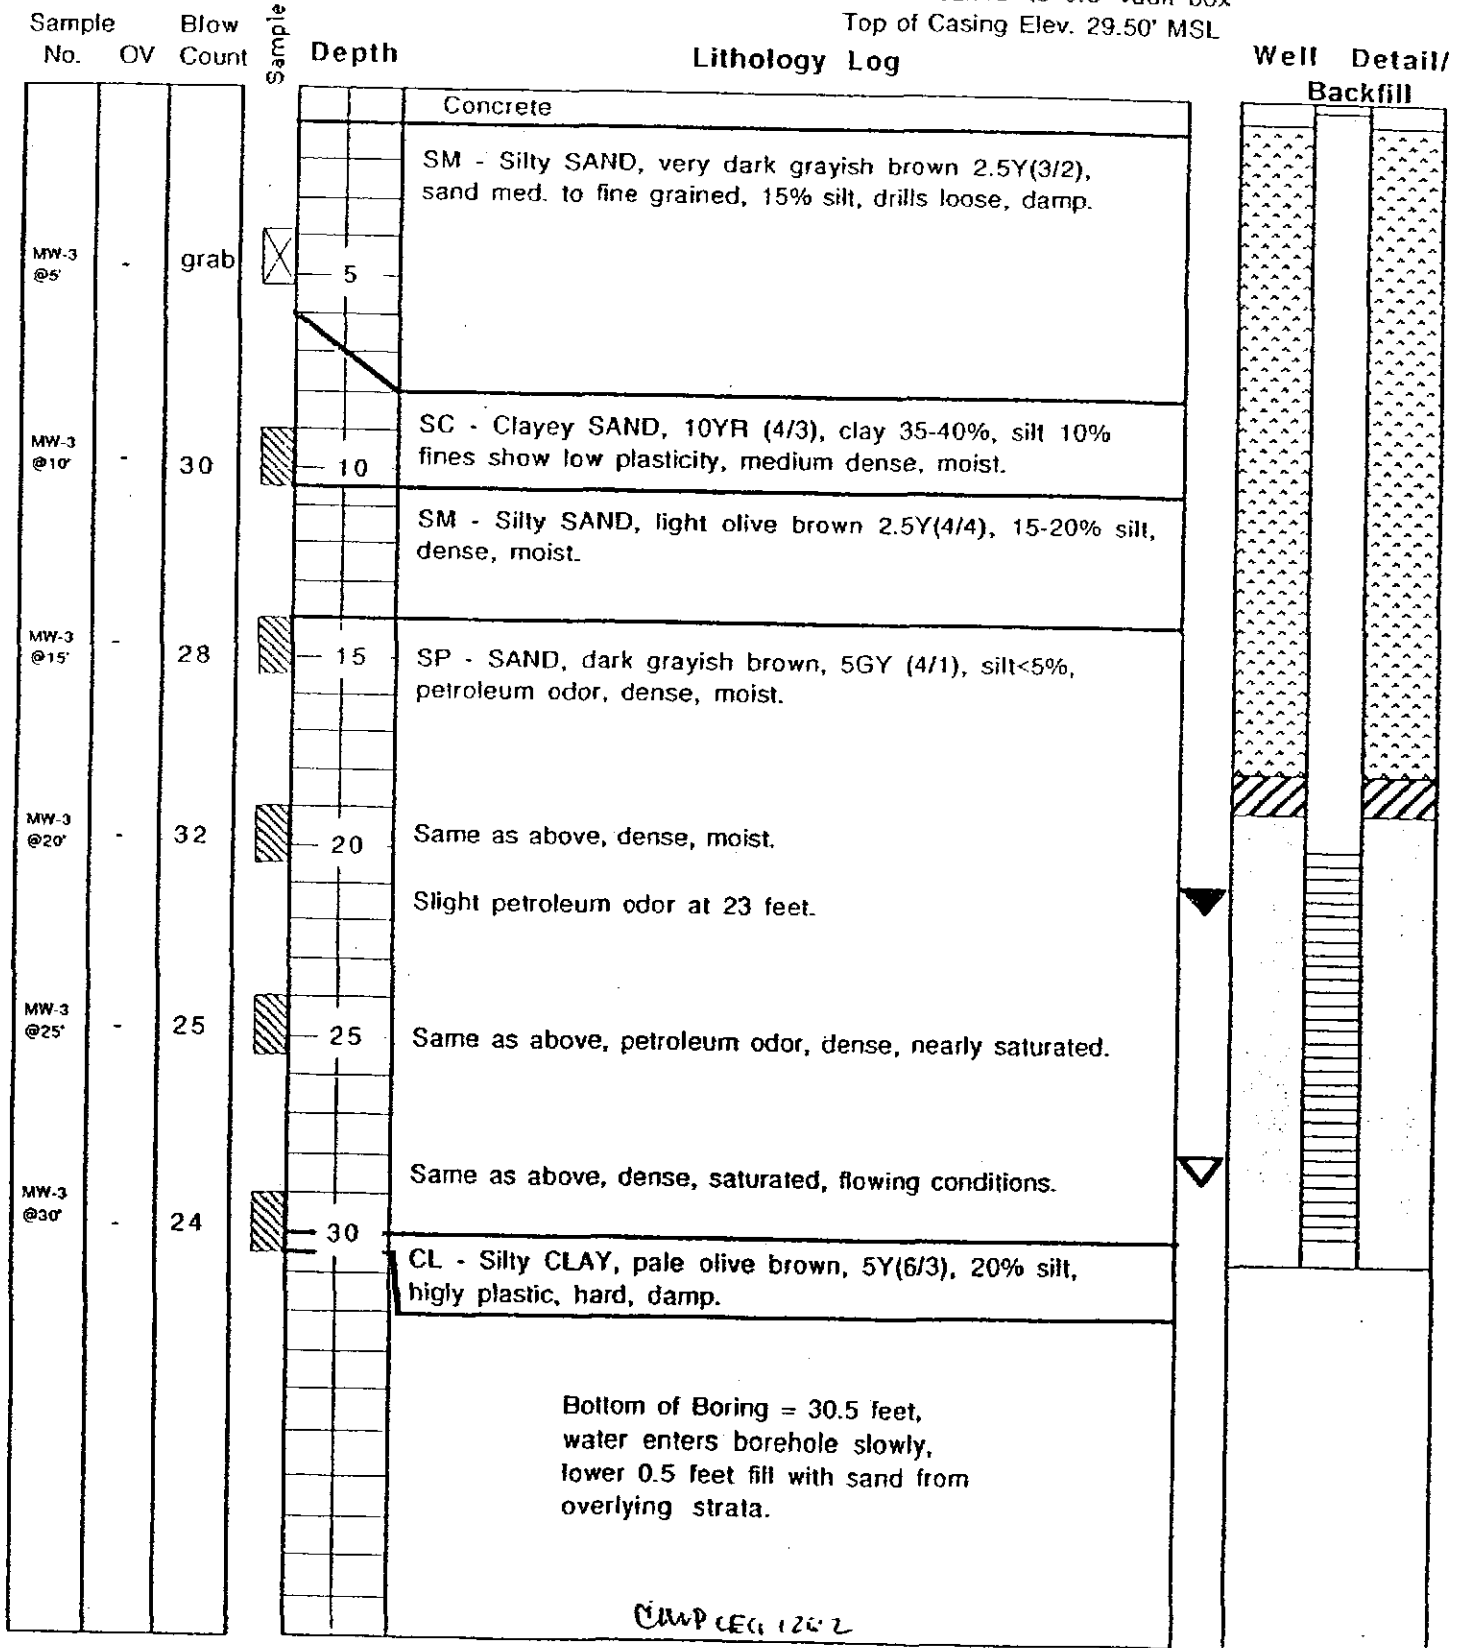 Top of Casing Elev. 29.50' MSL
Sample No. OV Blow Count Sample Depth Lithology Log Well Detail/ Backfill
Concrete
SM - Silty SAND, very dark grayish brown 2.5Y(3/2),
sand med. to fine grained, 15% silt, drills loose, damp.
MW-3 @5' - grab 5
SC - Clayey SAND, 10YR (4/3), clay 35-40%, silt 10%
MW-3 @10' - 30 10 fines show low plasticity, medium dense, moist.
SM - Silty SAND, light olive brown 2.5Y(4/4), 15-20% silt,
dense, moist.
MW-3 @15' - 28 15 SP - SAND, dark grayish brown, 5GY (4/1), silt<5%,
petroleum odor, dense, moist.
MW-3 @20' - 32 20 Same as above, dense, moist.
Slight petroleum odor at 23 feet.
MW-3 @25' - 25 25 Same as above, petroleum odor, dense, nearly saturated.
Same as above, dense, saturated, flowing conditions.
MW-3 @30' - 24 30
CL - Silty CLAY, pale olive brown, 5Y(6/3), 20% silt,
higly plastic, hard, damp.
Bottom of Boring = 30.5 feet,
water enters borehole slowly,
lower 0.5 feet fill with sand from
overlying strata.